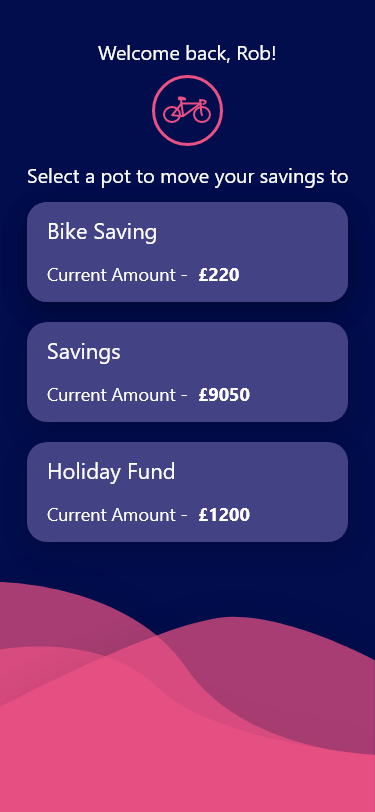 Welcome back, Rob!
Select a pot to move your savings to
Bike Saving
Current Amount - £220
Savings
Current Amount - £9050
Holiday Fund
Current Amount - £1200